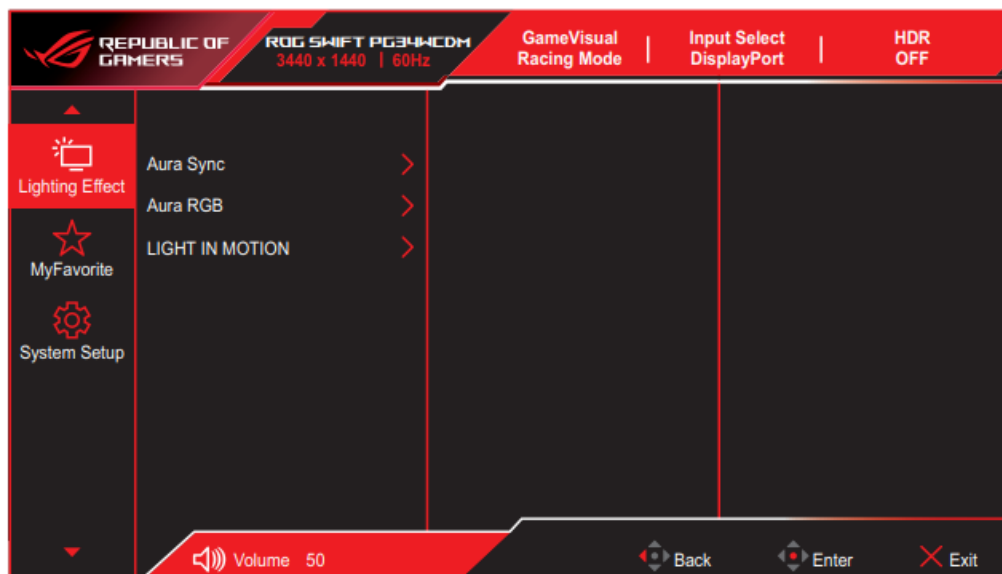 REPUBLIC OF
GAMERS
ROG SWIFT PG34WCDM
3440 x 1440 | 60Hz
GameVisual
Racing Mode
Input Select
DisplayPort
HDR
OFF
Lighting Effect
MyFavorite
System Setup
Aura Sync
Aura RGB
LIGHT IN MOTION
Volume 50
Back
Enter
Exit